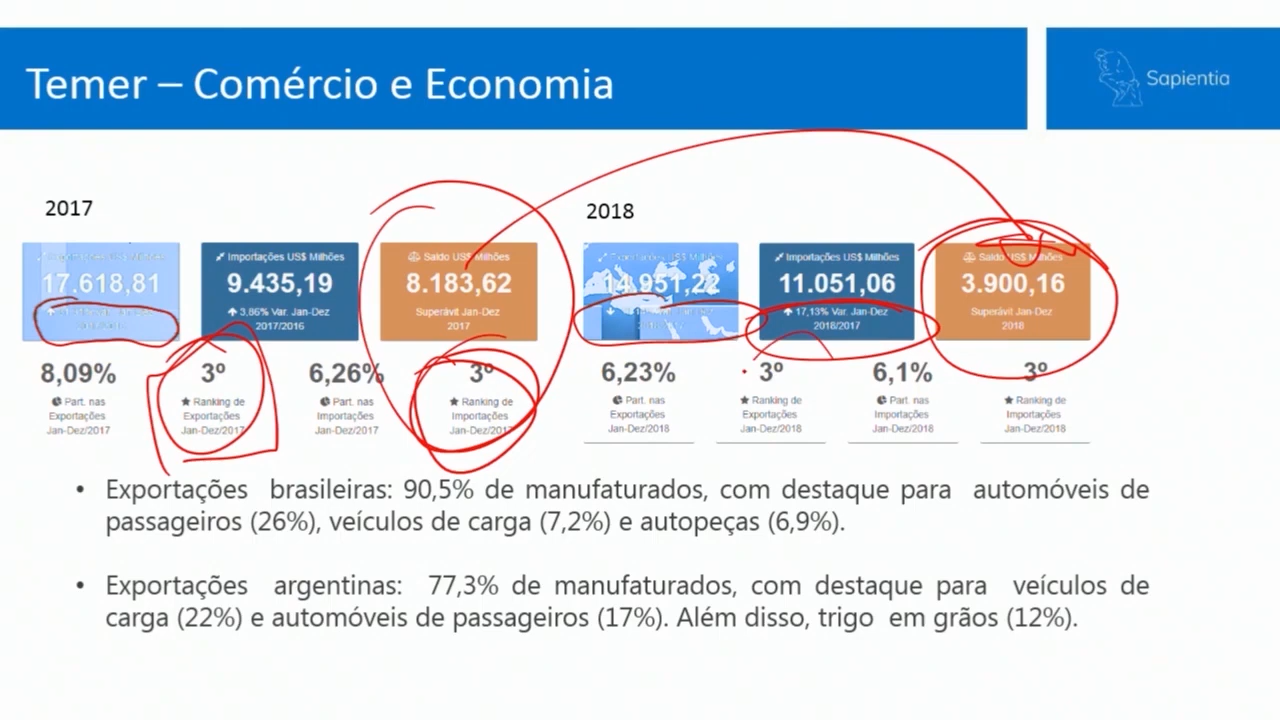 Temer – Comércio e Economia
Sapientia
2017
17.618,81
Importações US$ Milhões
9.435,19
3,86% Var. Jan-Dez
2017/2016
Saldo US$ Milhões
8.183,62
Superávit Jan-Dez
2017
8,09%
Part. nas
Exportações
Jan-Dez/2017
3º
Ranking de
Exportações
Jan-Dez/2017
6,26%
Part. nas
Importações
Jan-Dez/2017
3º
Ranking de
Importações
Jan-Dez/2017
2018
14.951,22
Importações US$ Milhões
11.051,06
17,13% Var. Jan-Dez
2018/2017
Saldo US$ Milhões
3.900,16
Superávit Jan-Dez
2018
6,23%
Part. nas
Exportações
Jan-Dez/2018
3º
Ranking de
Exportações
Jan-Dez/2018
6,1%
Part. nas
Importações
Jan-Dez/2018
3º
Ranking de
Importações
Jan-Dez/2018
• Exportações brasileiras: 90,5% de manufaturados, com destaque para automóveis de
passageiros (26%), veículos de carga (7,2%) e autopeças (6,9%).
• Exportações argentinas: 77,3% de manufaturados, com destaque para veículos de
carga (22%) e automóveis de passageiros (17%). Além disso, trigo em grãos (12%).